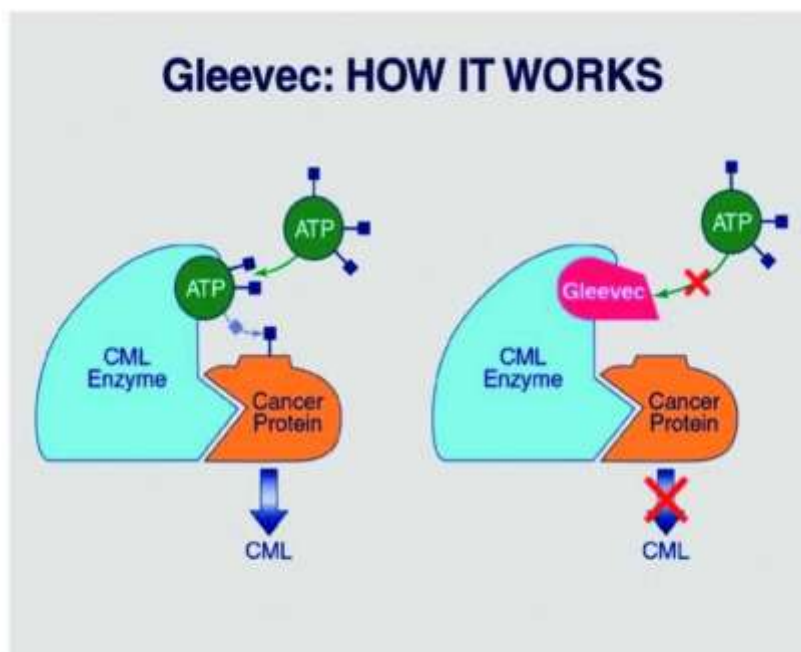 Gleevec: HOW IT WORKS
ATP
ATP
CML
Enzyme
Cancer
Protein
CML
ATP
Gleevec
CML
Enzyme
Cancer
Protein
CML